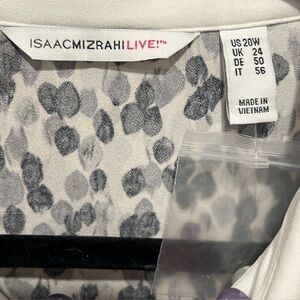 ISAACMIZRAHILIVE!™
US 20W
UK 24
DE 50
IT 56
MADE IN
VIETNAM